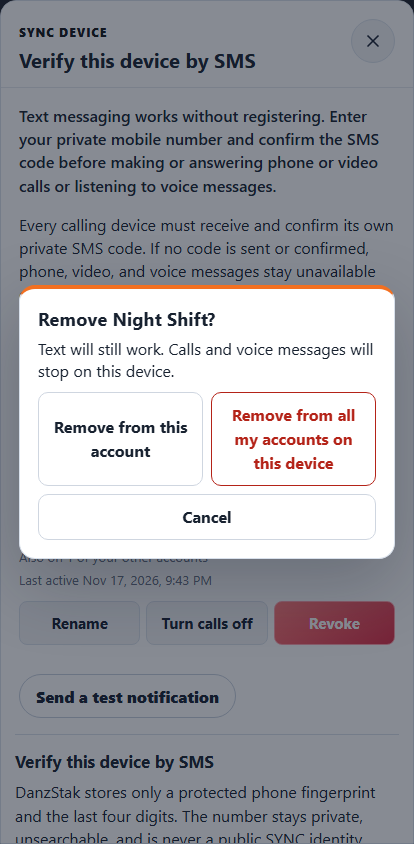 SYNC DEVICE
Verify this device by SMS
Text messaging works without registering. Enter
your private mobile number and confirm the SMS
code before making or answering phone or video
calls or listening to voice messages.
Every calling device must receive and confirm its own
private SMS code. If no code is sent or confirmed,
phone, video, and voice messages stay unavailable
Remove Night Shift?
Text will still work. Calls and voice messages will
stop on this device.
Remove from this
account
Remove from all
my accounts on
this device
Cancel
Also on 1 of your other accounts
Last active Nov 17, 2026, 9:43 PM
Rename
Turn calls off
Revoke
Send a test notification
Verify this device by SMS
DanzStak stores only a protected phone fingerprint
and the last four digits. The number stays private,
unsearchable, and is never a public SYNC identity.